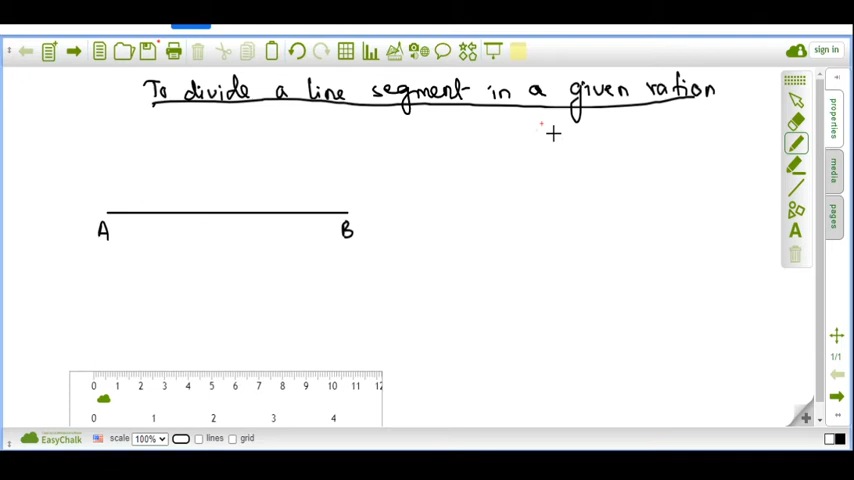 sign in
To divide a line segment in a given ration
properties
media
pages
A B
0 1 2 3 4 5 6 7 8 9 10 11 12
0 1 2 3 4
1/1
EasyChalk scale 100% lines grid